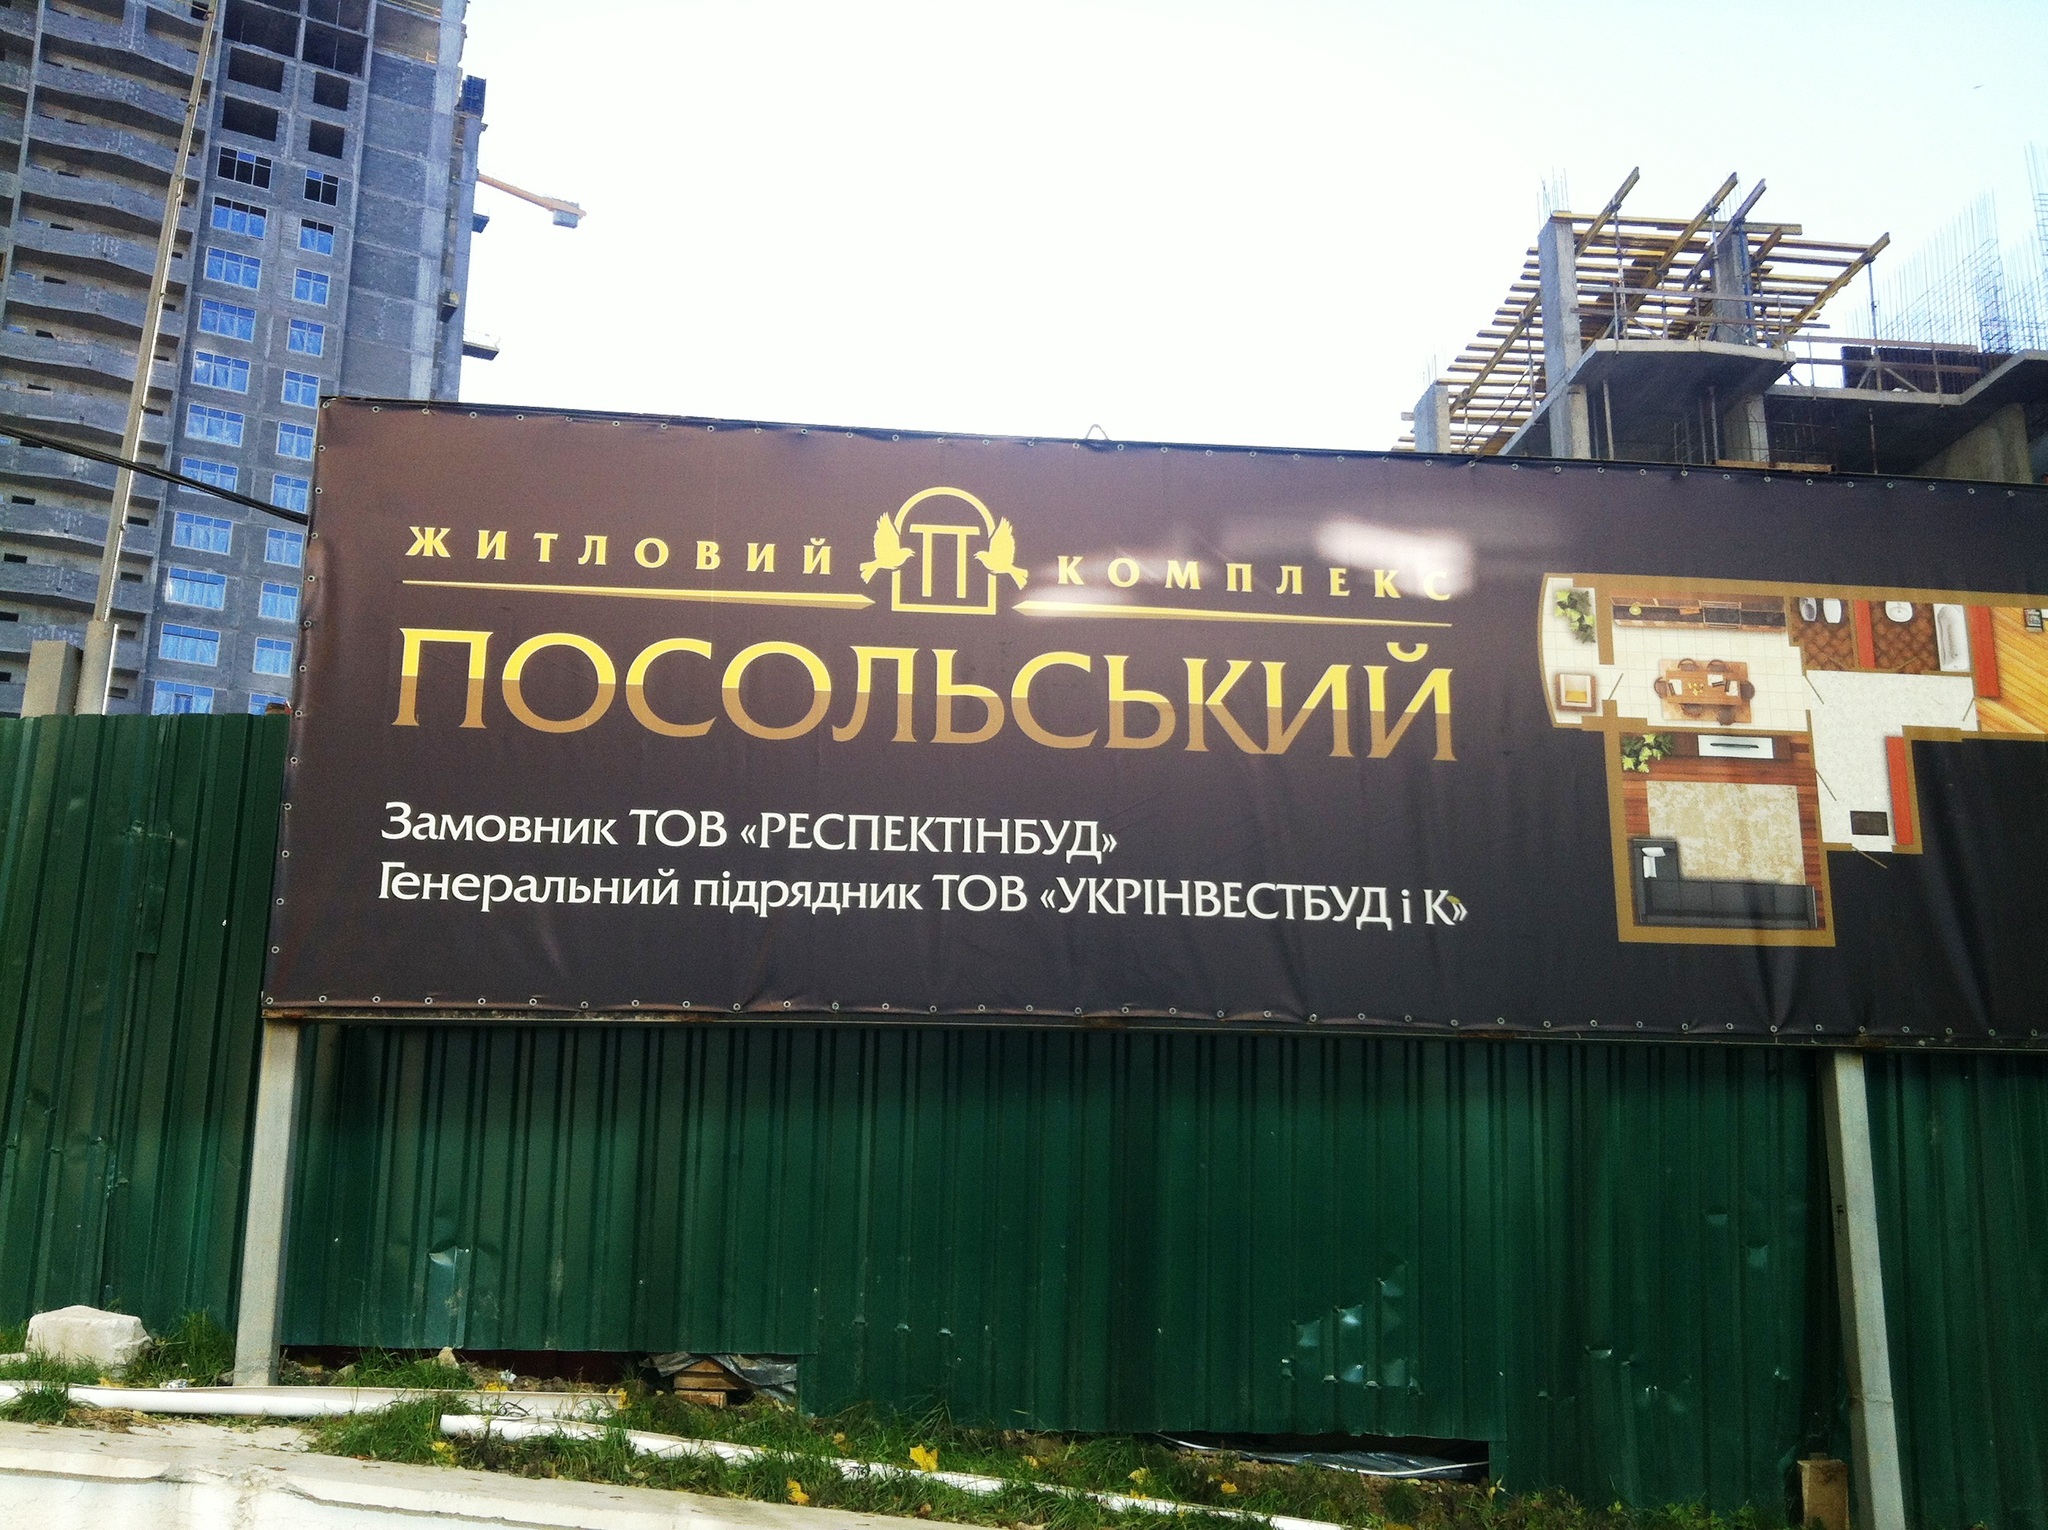 ЖИТЛОВИЙ П КОМПЛЕКС
ПОСОЛЬСЬКИЙ
Замовник ТОВ «РЕСПЕКТІНБУД»
Генеральний підрядник ТОВ «УКРІНВЕСТБУД і К»